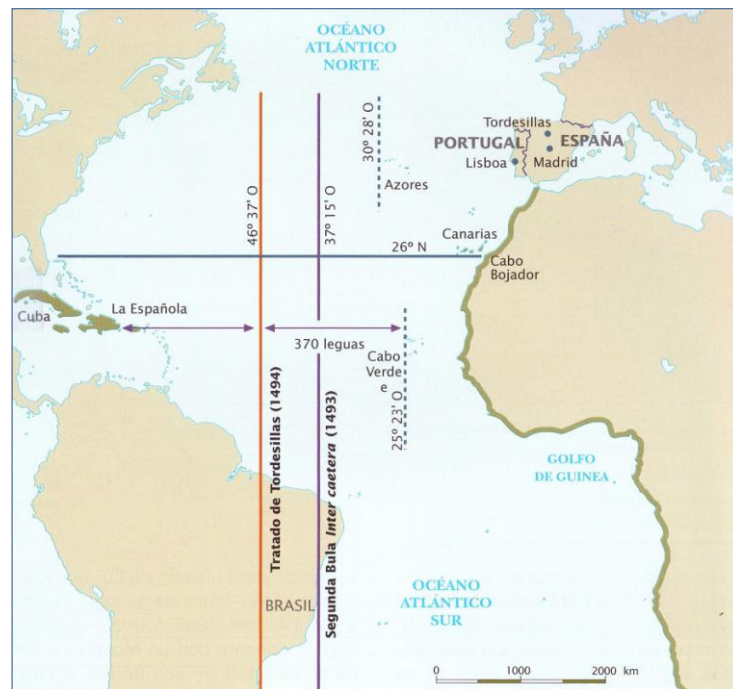 OCÉANO
ATLÁNTICO
NORTE
30º 28' O
Tordesillas
PORTUGAL
ESPAÑA
Lisboa
Madrid
Azores
46º 37' O
37º 15' O
Canarias
26º N
Cabo
Bojador
La Española
Cuba
370 leguas
Cabo
Verde
e
25º 23' O
Tratado de Tordesillas (1494)
Segunda Bula Inter caetera (1493)
GOLFO
DE GUINEA
BRASIL
OCÉANO
ATLÁNTICO
SUR
0 1000 2000 km